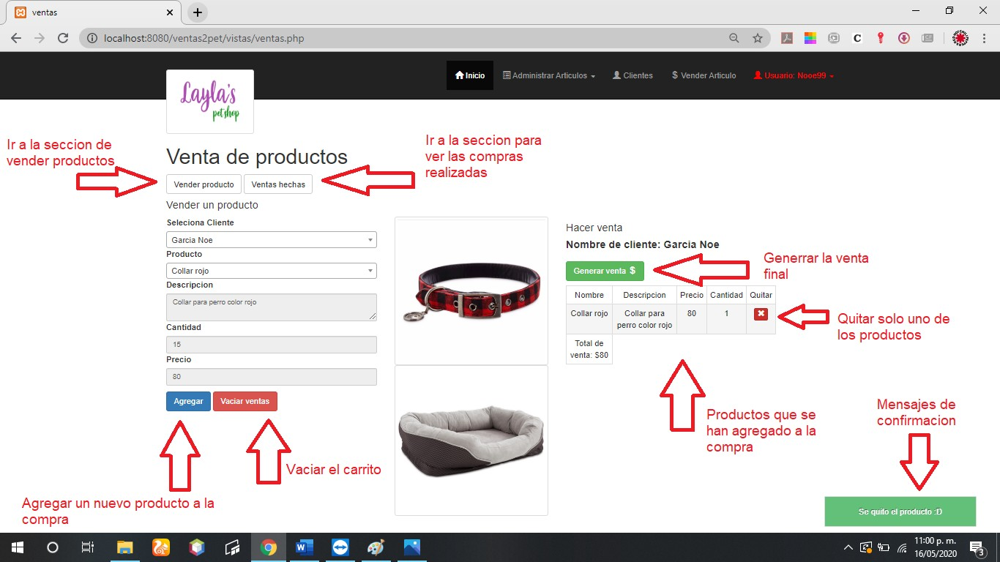 ventas
localhost:8080/ventas2pet/vistas/ventas.php
Inicio
Administrar Articulos
Clientes
$ Vender Articulo
Usuario: Nooe99
Layla's
pet shop
Ir a la seccion de
vender productos
Ir a la seccion para
ver las compras
realizadas
Venta de productos
Vender producto
Ventas hechas
Vender un producto
Seleciona Cliente
Garcia Noe
Producto
Collar rojo
Descripcion
Collar para perro color rojo
Cantidad
15
Precio
80
Agregar
Vaciar ventas
Hacer venta
Nombre de cliente: Garcia Noe
Generar venta $
Generrar la venta
final
Nombre Descripcion Precio Cantidad Quitar
Collar rojo Collar para 80 1
perro color rojo
Total de
venta: $80
Quitar solo uno de
los productos
Productos que se
han agregado a la
compra
Mensajes de
confirmacion
Vaciar el carrito
Agregar un nuevo producto a la
compra
Se quito el producto :D
11:00 p. m.
16/05/2020
3